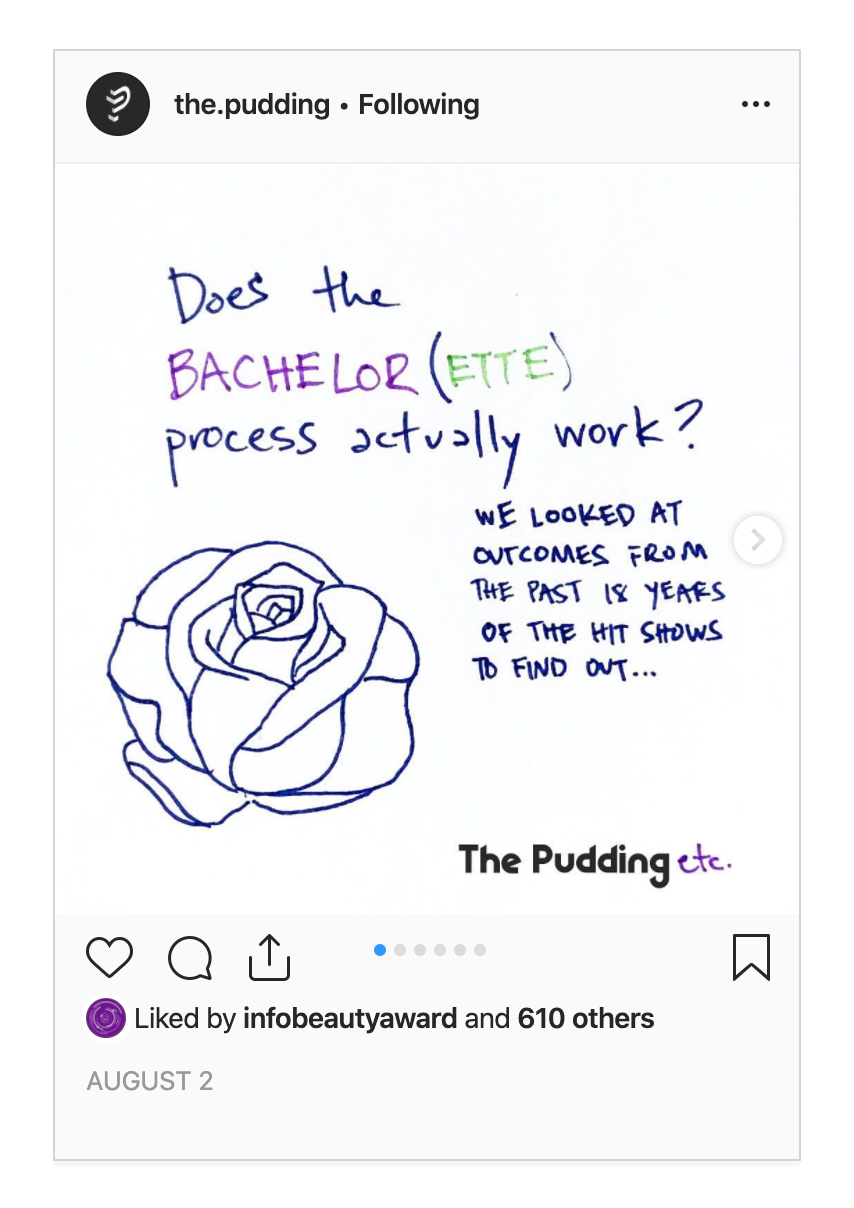 the.pudding • Following
Does the
BACHELOR (ETTE)
process actually work?
WE LOOKED AT
OUTCOMES FROM
THE PAST 18 YEARS
OF THE HIT SHOWS
TO FIND OUT...
The Pudding etc.
Liked by infobeautyaward and 610 others
AUGUST 2